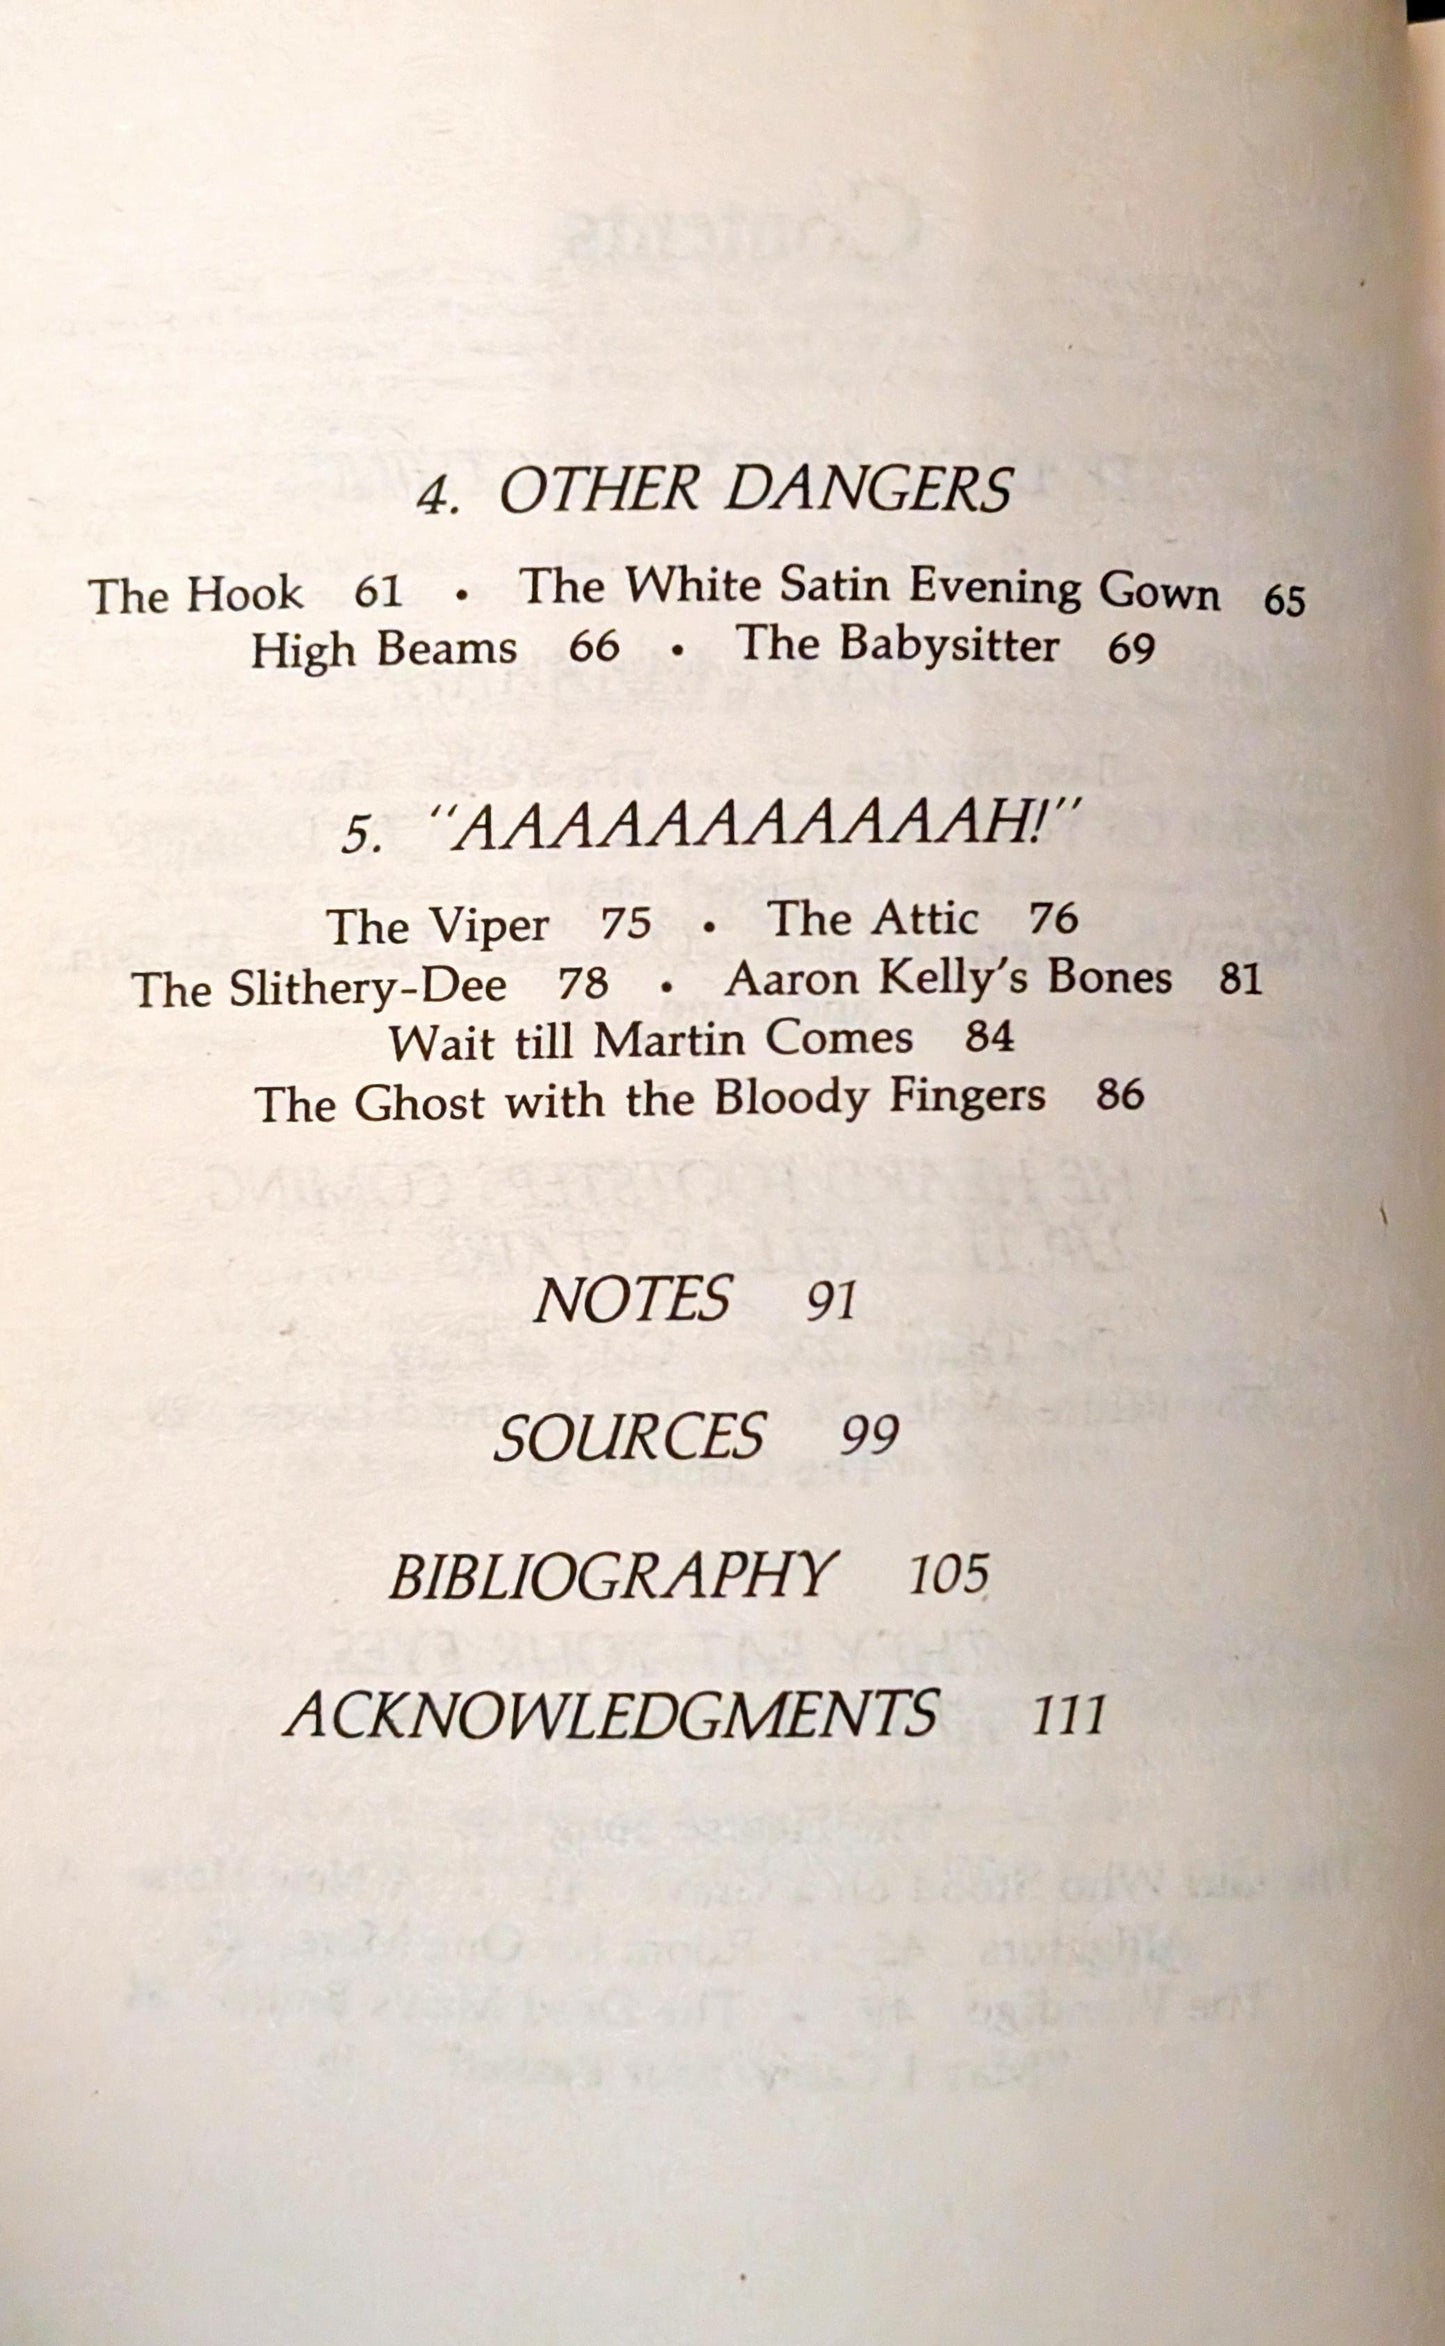 4. OTHER DANGERS
The Hook 61 • The White Satin Evening Gown 65
High Beams 66 • The Babysitter 69
5. “AAAAAAAAAAAH!”
The Viper 75 • The Attic 76
The Slithery-Dee 78 • Aaron Kelly’s Bones 81
Wait till Martin Comes 84
The Ghost with the Bloody Fingers 86
NOTES 91
SOURCES 99
BIBLIOGRAPHY 105
ACKNOWLEDGMENTS 111